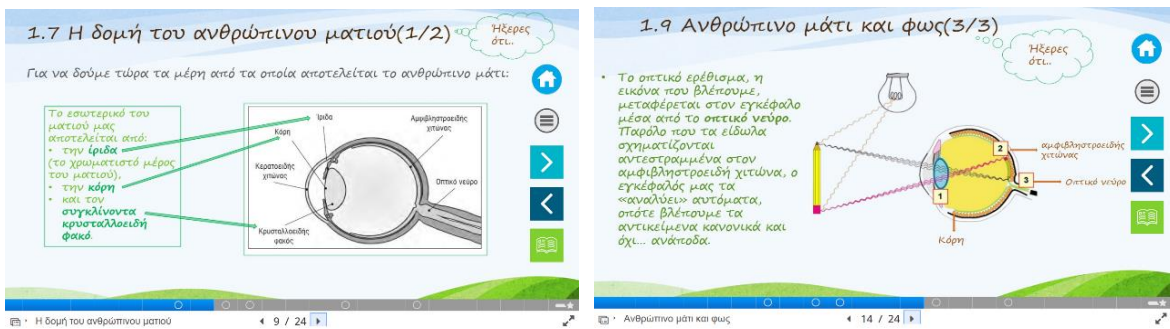 1.7 Η δομή του ανθρώπινου ματιού(1/2)
Ήξερες
ότι..
Για να δούμε τώρα τα μέρη από τα οποία αποτελείται το ανθρώπινο μάτι:
Το εσωτερικό του
ματιού μας
αποτελείται από:
• την ίριδα
(το χρωματιστό μέρος
του ματιού),
• την κόρη
• και τον
συγκλίνοντα
κρυσταλλοειδή
φακό.
Ίριδα
Κόρη
Αμφιβληστροειδής
χιτώνας
Κερατοειδής
χιτώνας
Οπτικό νεύρο
Κρυσταλλοειδής
φακός
Η δομή του ανθρώπινου ματιού
9 / 24
1.9 Ανθρώπινο μάτι και φως(3/3)
Ήξερες
ότι..
• Το οπτικό ερέθισμα, η
εικόνα που βλέπουμε,
μεταφέρεται στον εγκέφαλο
μέσα από το οπτικό νεύρο.
Παρόλο που τα είδωλα
σχηματίζονται
αντεστραμμένα στον
αμφιβληστροειδή χιτώνα, ο
εγκέφαλός μας τα
«αναλύει» αυτόματα,
οπότε βλέπουμε τα
αντικείμενα κανονικά και
όχι... ανάποδα.
1
2
3
αμφιβληστροειδής
χιτώνας
Οπτικό νεύρο
Κόρη
Ανθρώπινο μάτι και φως
14 / 24